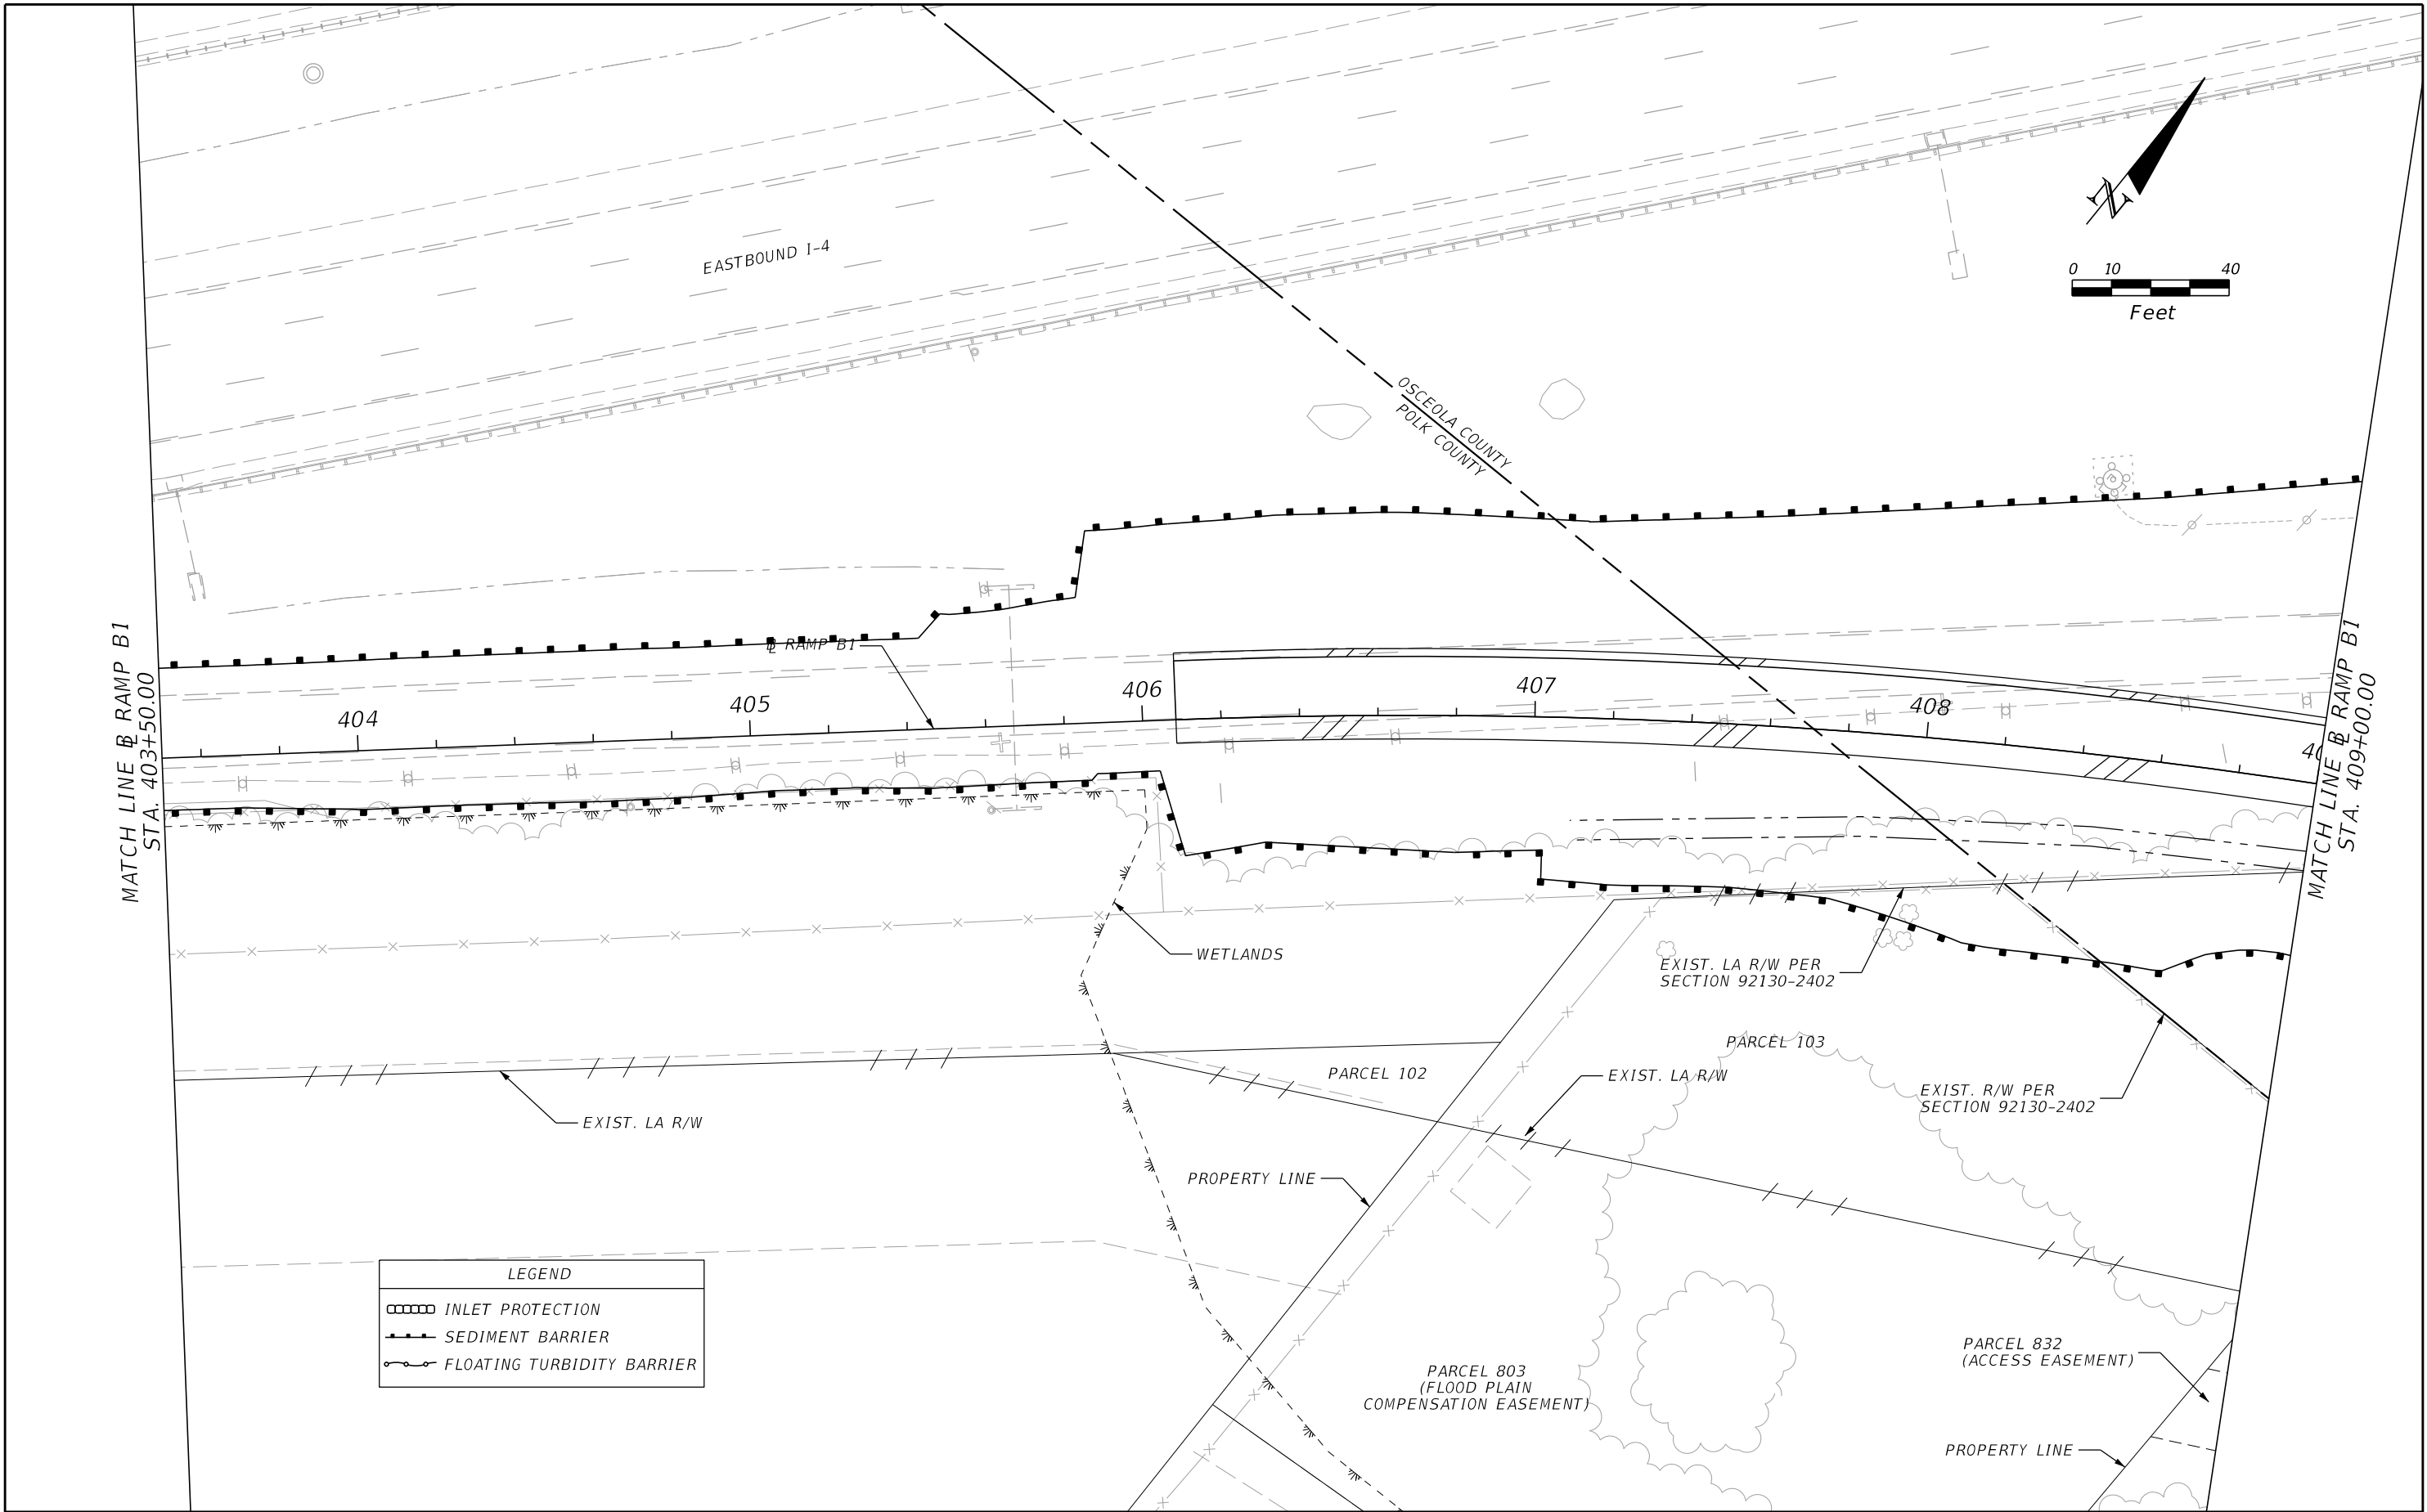 EASTBOUND I-4
N
0 10 40
Feet
OSCEOLA COUNTY
POLK COUNTY
MATCH LINE ℄ RAMP B1
STA. 403+50.00
℄ RAMP B1
404
405
406
407
408
MATCH LINE ℄ RAMP B1
STA. 409+00.00
WETLANDS
EXIST. LA R/W PER
SECTION 92130-2402
PARCEL 103
PARCEL 102
EXIST. LA R/W
EXIST. R/W PER
SECTION 92130-2402
EXIST. LA R/W
PROPERTY LINE
LEGEND
INLET PROTECTION
SEDIMENT BARRIER
FLOATING TURBIDITY BARRIER
PARCEL 803
(FLOOD PLAIN
COMPENSATION EASEMENT)
PARCEL 832
(ACCESS EASEMENT)
PROPERTY LINE